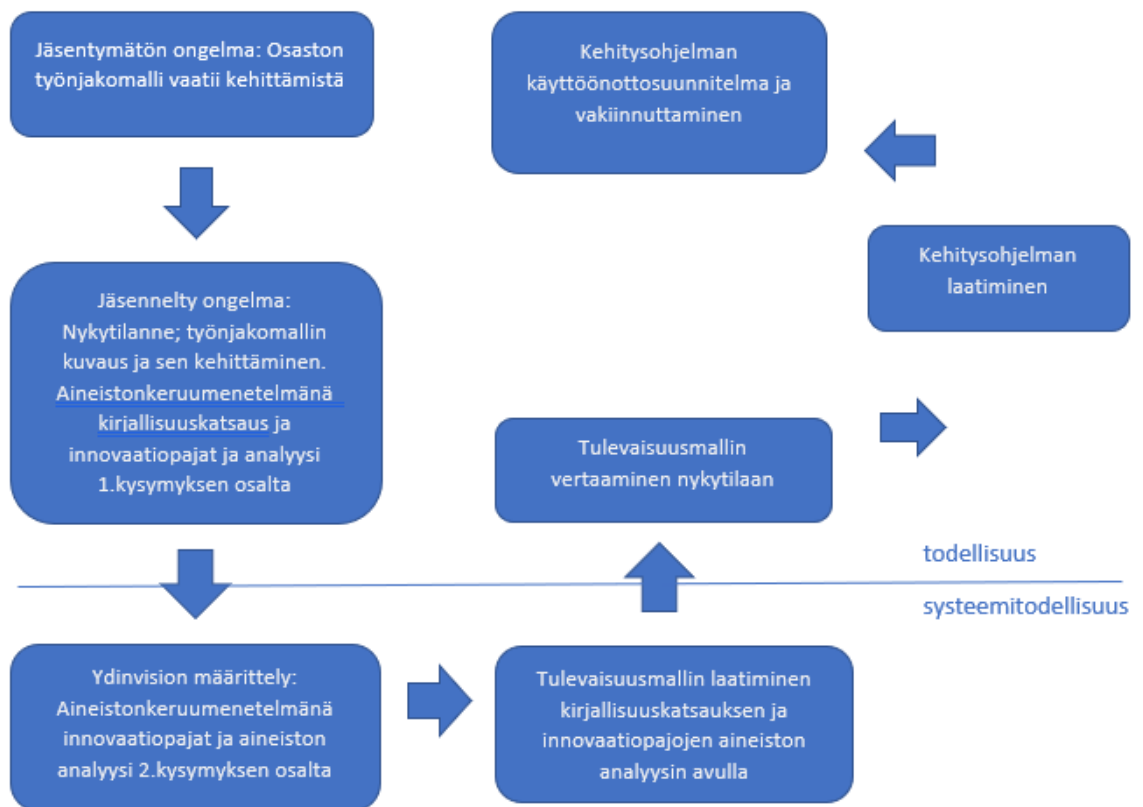 Jäsentymätön ongelma: Osaston
työnjakomalli vaatii kehittämistä
Jäsennelty ongelma:
Nykytilanne; työnjakomallin
kuvaus ja sen kehittäminen.
Aineistonkeruumenetelmänä
kirjallisuuskatsaus ja
innovaatiopajat ja analyysi
1.kysymyksen osalta
Ydinvision määrittely:
Aineistonkeruumenetelmänä
innovaatiopajat ja aineiston
analyysi 2.kysymyksen osalta
Tulevaisuusmallin laatiminen
kirjallisuuskatsauksen ja
innovaatiopajojen aineiston
analyysin avulla
Tulevaisuusmallin
vertaaminen nykytilaan
Kehitysohjelman
laatiminen
Kehitysohjelman
käyttöönottosuunnitelma ja
vakiinnuttaminen
todellisuus
systeemitodellisuus